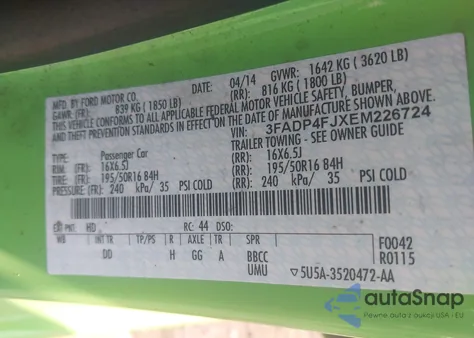 MFD. BY FORD MOTOR CO.
DATE: 04/14 GVWR: 1642 KG ( 3620 LB)
GAWR: (FR): 839 KG ( 1850 LB) (RR): 816 KG ( 1800 LB)
THIS VEHICLE CONFORMS TO ALL APPLICABLE FEDERAL MOTOR VEHICLE SAFETY, BUMPER,
AND THEFT PREVENTION STANDARDS IN EFFECT ON THE DATE OF MANUFACTURE SHOWN ABOVE.
VIN: 3FADP4FJXEM226724
TYPE: Passenger Car TRAILER TOWING - SEE OWNER GUIDE
RIM: (FR): 16X6.5J (RR): 16X6.5J
TIRE: (FR): 195/50R16 84H (RR): 195/50R16 84H
PRESSURE: (FR): 240 kPa/ 35 PSI COLD (RR): 240 kPa/ 35 PSI COLD
EXT PNT: HD RC: 44 DSO: F0042
WB INT TR TP/PS R AXLE TR SPR R0115
DD H GG A BBCC
UMU 5U5A-3520472-AA
autoSnap
Pewne auta z aukcji USA - EU